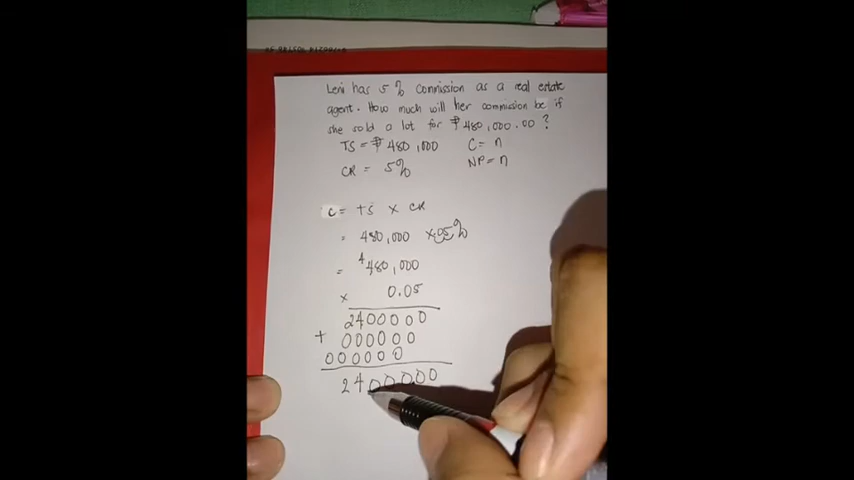 Leni has 5% commission as a real estate
agent. How much will her commission be if
she sold a lot for ₱480,000.00?
TS = ₱480,000 C = n
CR = 5% NP = n
C = TS x CR
= 480,000 x 05%
= 4 480,000
x 0.05
2400000
+ 000000
000000
2400000